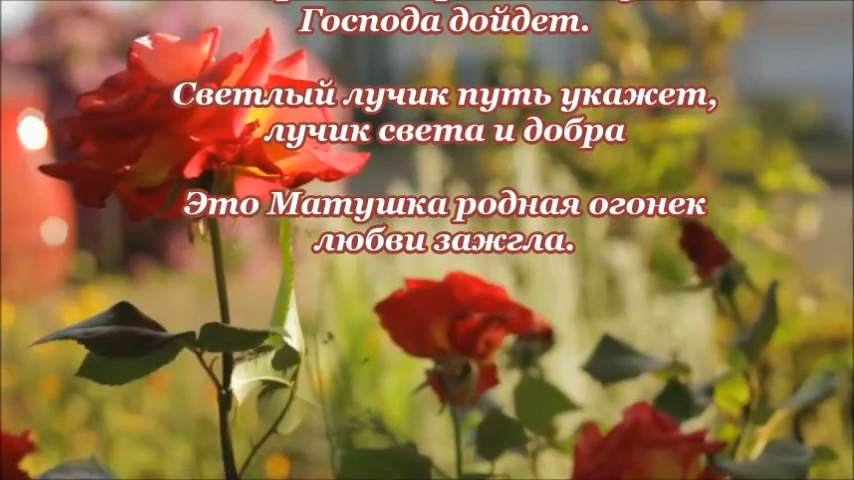 Господа дойдет.
Светлый лучик путь укажет,
лучик света и добра
Это Матушка родная огонек
любви зажгла.